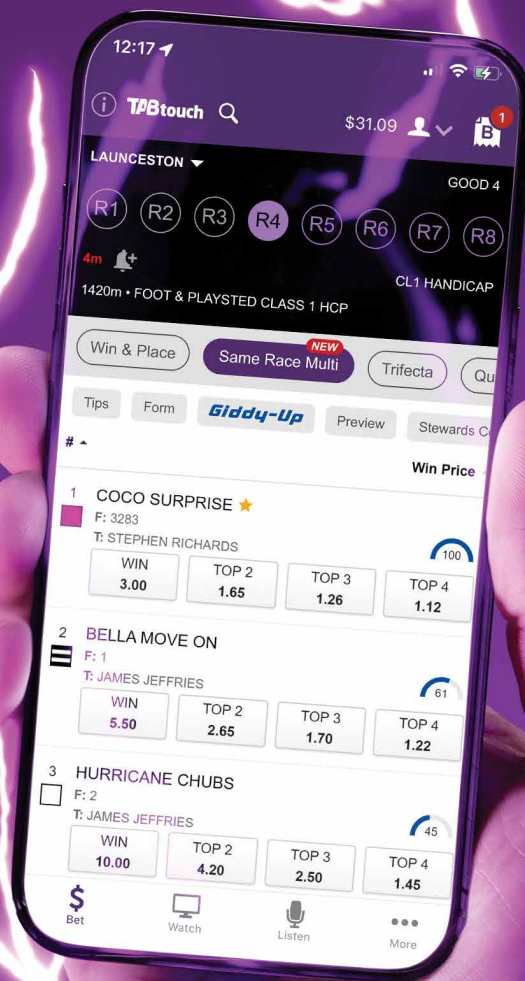 12:17
TABtouch
$31.09
1
B
LAUNCESTON
GOOD 4
R1 R2 R3 R4 R5 R6 R7 R8
4m
CL1 HANDICAP
1420m • FOOT & PLAYSTED CLASS 1 HCP
NEW
Win & Place Same Race Multi Trifecta Qu
Tips Form Giddy-Up Preview Stewards C
#
Win Price
1 COCO SURPRISE
F: 3283
T: STEPHEN RICHARDS
100
WIN TOP 2 TOP 3 TOP 4
3.00 1.65 1.26 1.12
2 BELLA MOVE ON
F: 1
T: JAMES JEFFRIES
61
WIN TOP 2 TOP 3 TOP 4
5.50 2.65 1.70 1.22
3 HURRICANE CHUBS
F: 2
T: JAMES JEFFRIES
45
WIN TOP 2 TOP 3 TOP 4
10.00 4.20 2.50 1.45
$
Bet Watch Listen More